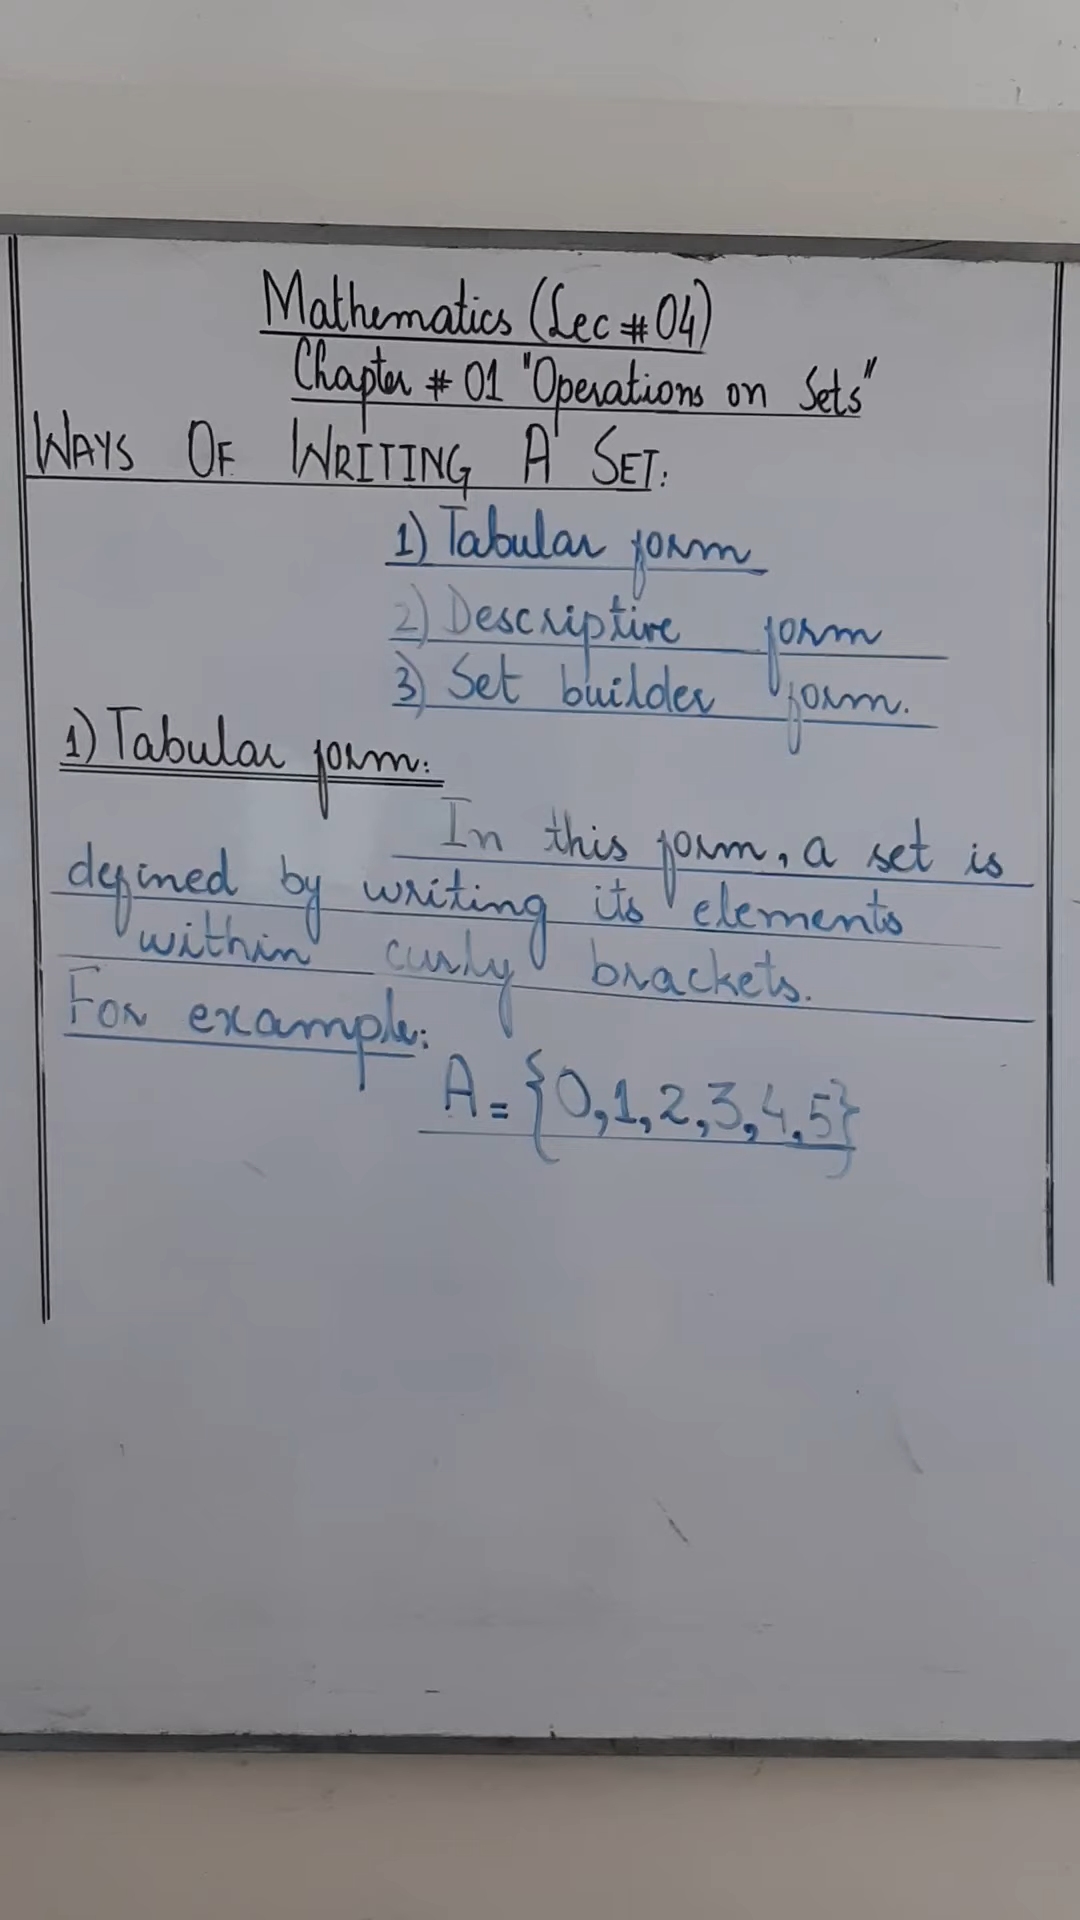 Mathematics (Lec # 04)
Chapter # 01 "Operations on Sets"
WAYS OF WRITING A SET:
1) Tabular form
2) Descriptive form
3) Set builder form.
1) Tabular form:
In this form, a set is
defined by writing its elements
within curly brackets.
For example:
A = {0,1,2,3,4,5}